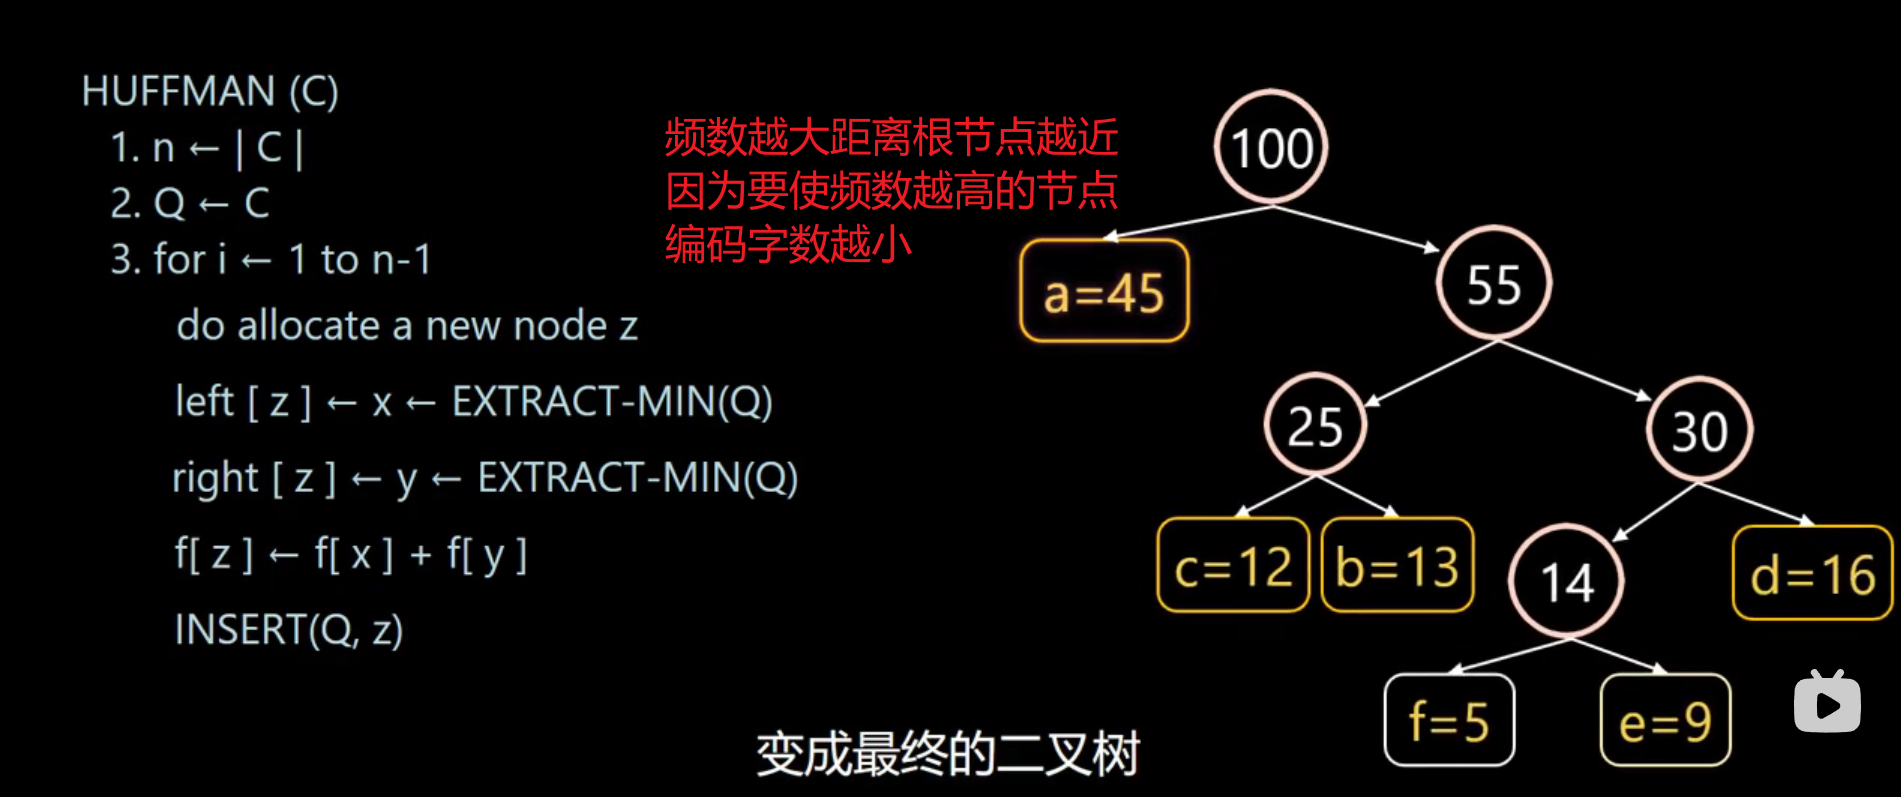 HUFFMAN (C)
1. n ← | C |
2. Q ← C
3. for i ← 1 to n-1
do allocate a new node z
left [ z ] ← x ← EXTRACT-MIN(Q)
right [ z ] ← y ← EXTRACT-MIN(Q)
f[ z ] ← f[ x ] + f[ y ]
INSERT(Q, z)
频数越大距离根节点越近
因为要使频数越高的节点
编码字数越小
100
a=45
55
25
30
c=12
b=13
14
d=16
f=5
e=9
变成最终的二叉树